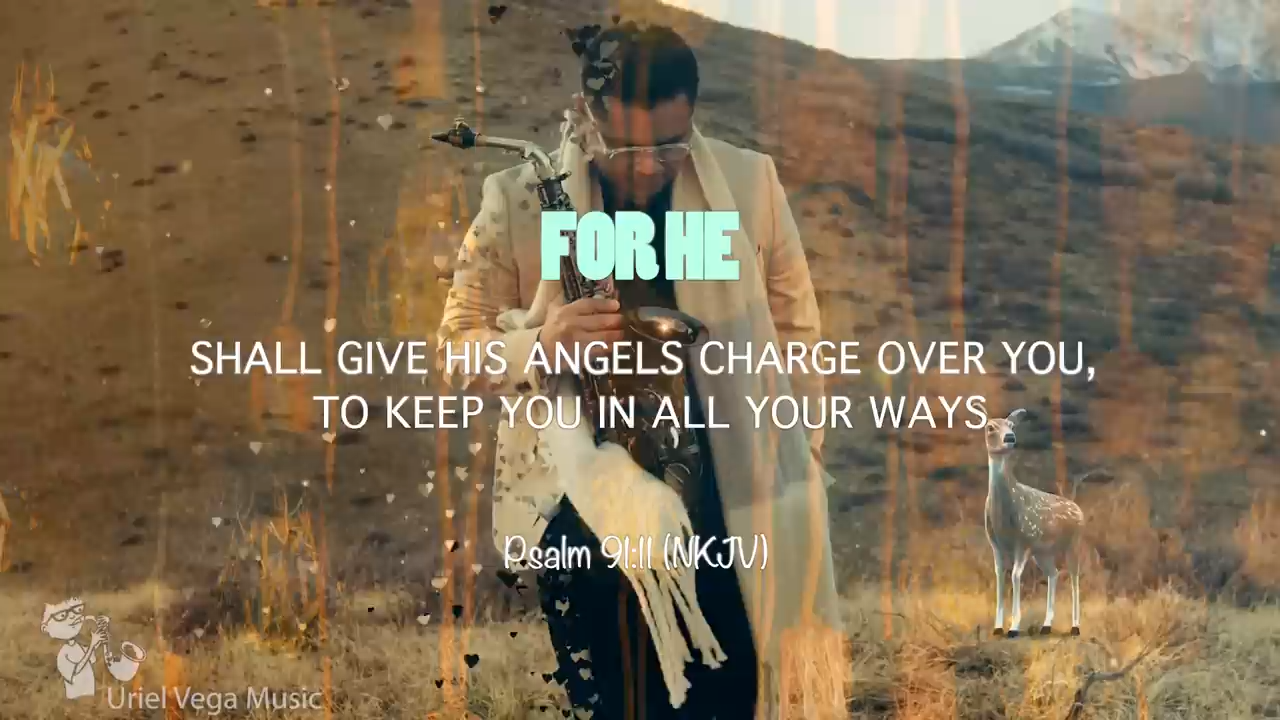 FOR HE
SHALL GIVE HIS ANGELS CHARGE OVER YOU,
TO KEEP YOU IN ALL YOUR WAYS
Psalm 91:11 (NKJV)
Uriel Vega Music